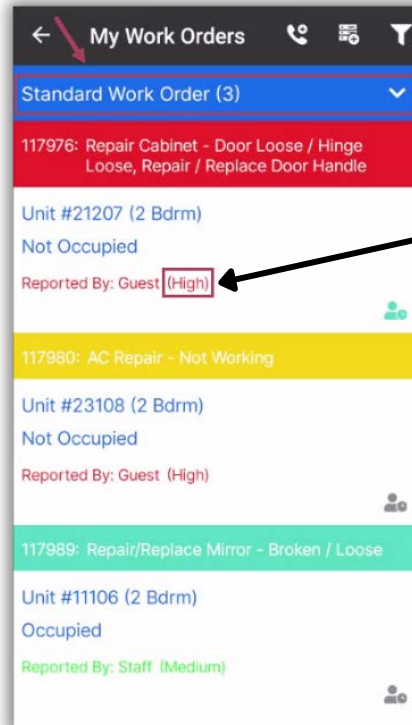 My Work Orders
Standard Work Order (3)
117976: Repair Cabinet - Door Loose / Hinge
Loose, Repair / Replace Door Handle
Unit #21207 (2 Bdrm)
Not Occupied
Reported By: Guest (High)
117980: AC Repair - Not Working
Unit #23108 (2 Bdrm)
Not Occupied
Reported By: Guest (High)
117989: Repair/Replace Mirror - Broken / Loose
Unit #11106 (2 Bdrm)
Occupied
Reported By: Staff (Medium)